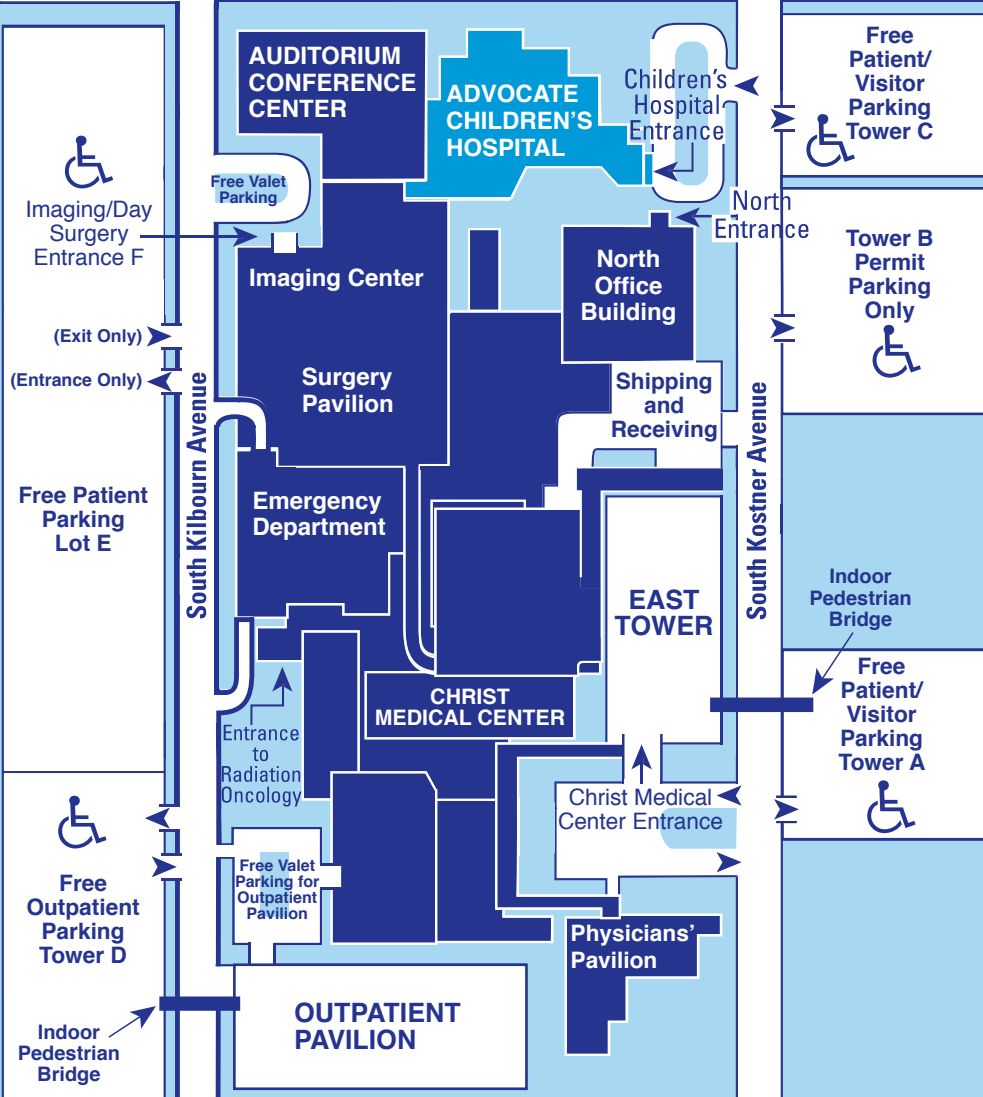 AUDITORIUM
CONFERENCE
CENTER
ADVOCATE
CHILDREN'S
HOSPITAL
Children's
Hospital
Entrance
Free
Patient/
Visitor
Parking
Tower C
Free Valet
Parking
Imaging/Day
Surgery
Entrance F
North
Entrance
Imaging Center
North
Office
Building
Tower B
Permit
Parking
Only
(Exit Only)
(Entrance Only)
Surgery
Pavilion
Shipping
and
Receiving
South Kilbourn Avenue
South Kostner Avenue
Free Patient
Parking
Lot E
Emergency
Department
EAST
TOWER
Indoor
Pedestrian
Bridge
Free
Patient/
Visitor
Parking
Tower A
CHRIST
MEDICAL CENTER
Entrance
to
Radiation
Oncology
Christ Medical
Center Entrance
Free
Outpatient
Parking
Tower D
Free Valet
Parking for
Outpatient
Pavilion
Physicians’
Pavilion
OUTPATIENT
PAVILION
Indoor
Pedestrian
Bridge